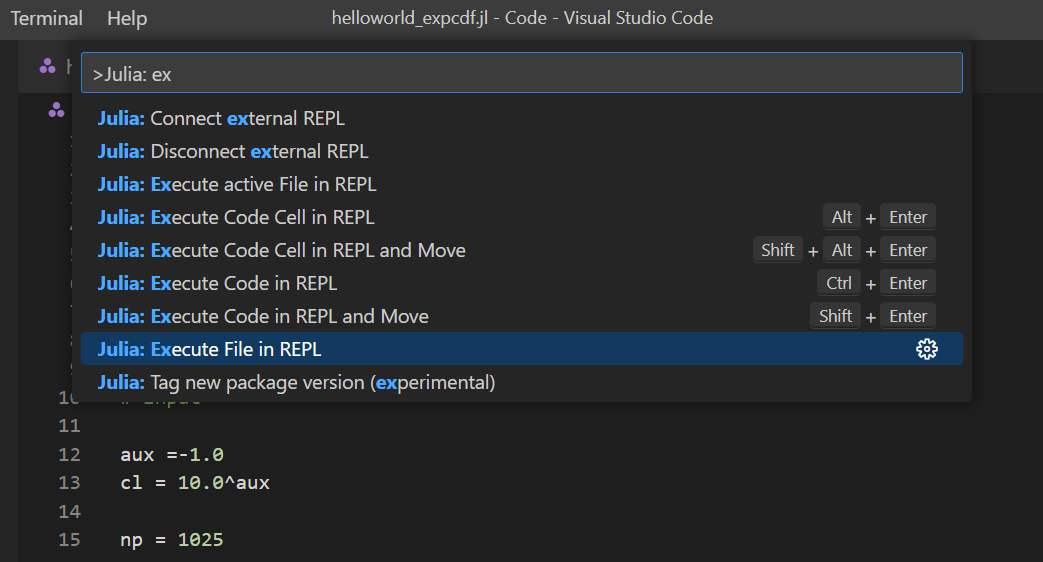 Terminal Help helloworld_expcdf.jl - Code - Visual Studio Code
>Julia: ex
Julia: Connect external REPL
Julia: Disconnect external REPL
Julia: Execute active File in REPL
Julia: Execute Code Cell in REPL Alt + Enter
Julia: Execute Code Cell in REPL and Move Shift + Alt + Enter
Julia: Execute Code in REPL Ctrl + Enter
Julia: Execute Code in REPL and Move Shift + Enter
Julia: Execute File in REPL
Julia: Tag new package version (experimental)
10
11
12 aux =-1.0
13 cl = 10.0^aux
14
15 np = 1025